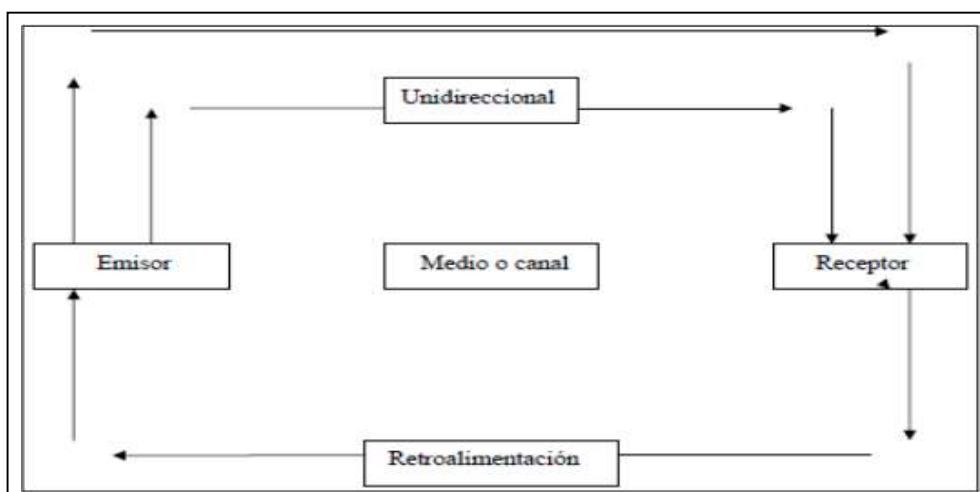 Unidireccional
Emisor
Medio o canal
Receptor
Retroalimentación